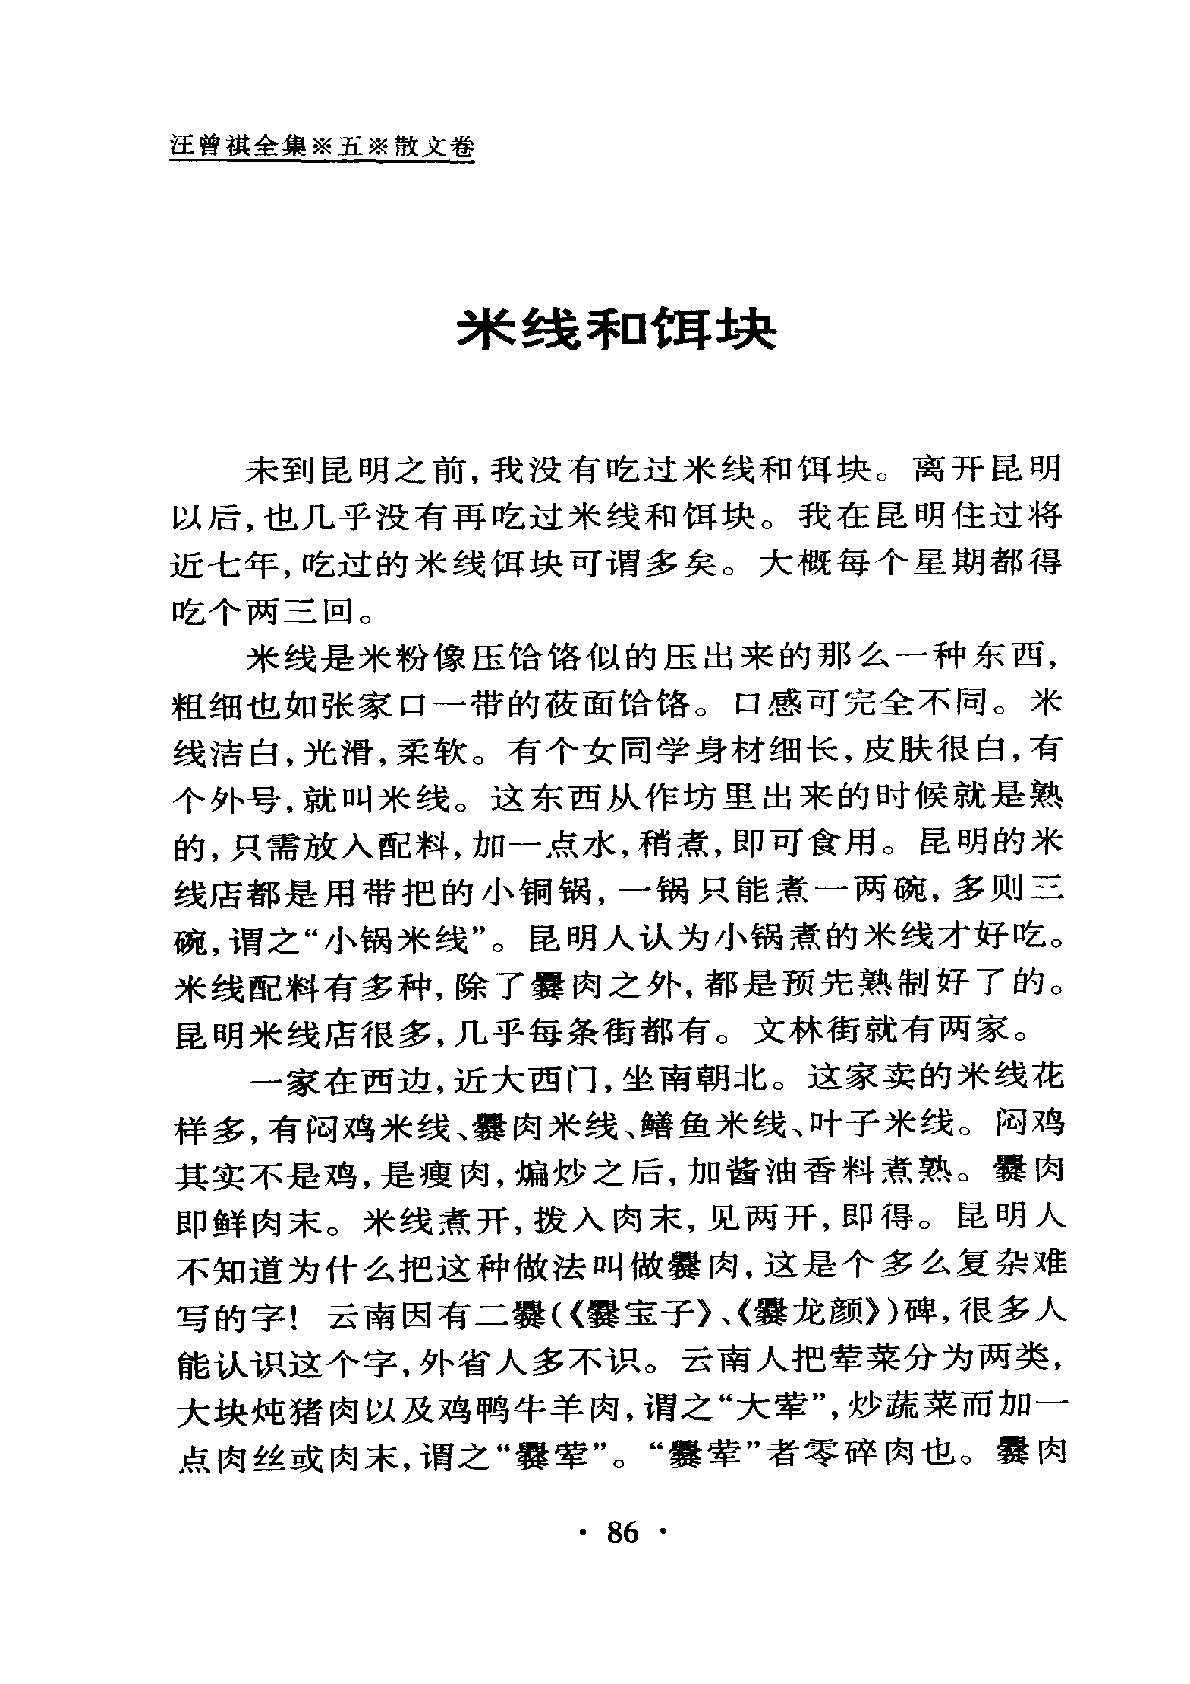 汪曾祺全集※五※散文卷
米线和饵块
未到昆明之前,我没有吃过米线和饵块。离开昆明
以后,也几乎没有再吃过米线和饵块。我在昆明住过将
近七年,吃过的米线饵块可谓多矣。大概每个星期都得
吃个两三回。
米线是米粉像压饸饹似的压出来的那么一种东西,
粗细也如张家口一带的莜面饸饹。口感可完全不同。米
线洁白,光滑,柔软。有个女同学身材细长,皮肤很白,有
个外号,就叫米线。这东西从作坊里出来的时候就是熟
的,只需放入配料,加一点水,稍煮,即可食用。昆明的米
线店都是用带把的小铜锅,一锅只能煮一两碗,多则三
碗,谓之“小锅米线”。昆明人认为小锅煮的米线才好吃。
米线配料有多种,除了爨肉之外,都是预先熟制好了的。
昆明米线店很多,几乎每条街都有。文林街就有两家。
一家在西边,近大西门,坐南朝北。这家卖的米线花
样多,有闷鸡米线、爨肉米线、鳝鱼米线、叶子米线。闷鸡
其实不是鸡,是瘦肉,煸炒之后,加酱油香料煮熟。爨肉
即鲜肉末。米线煮开,拨入肉末,见两开,即得。昆明人
不知道为什么把这种做法叫做爨肉,这是个多么复杂难
写的字!云南因有二爨(《爨宝子》、《爨龙颜》)碑,很多人
能认识这个字,外省人多不识。云南人把荤菜分为两类,
大块炖猪肉以及鸡鸭牛羊肉,谓之“大荤”,炒蔬菜而加一
点肉丝或肉末,谓之“爨荤”。“爨荤”者零碎肉也。爨肉
· 86 ·